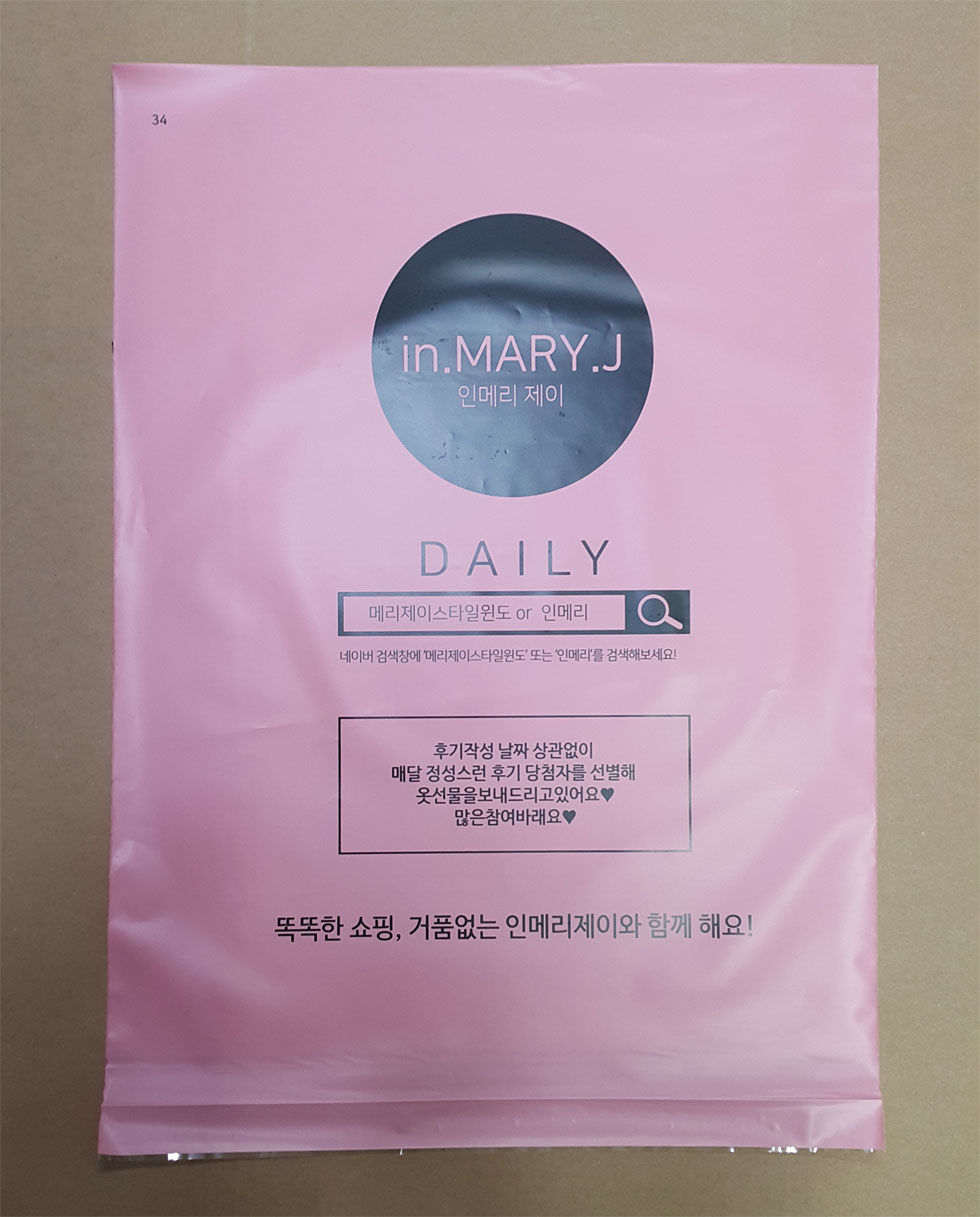 34
in.MARY.J
인메리 제이
DAILY
메리제이스타일윈도 or 인메리
네이버 검색창에 '메리제이스타일윈도' 또는 '인메리'를 검색해보세요!
후기작성 날짜 상관없이
매달 정성스런 후기 당첨자를 선별해
옷선물을보내드리고있어요♥
많은참여바래요♥
똑똑한 쇼핑, 거품없는 인메리제이와 함께 해요!